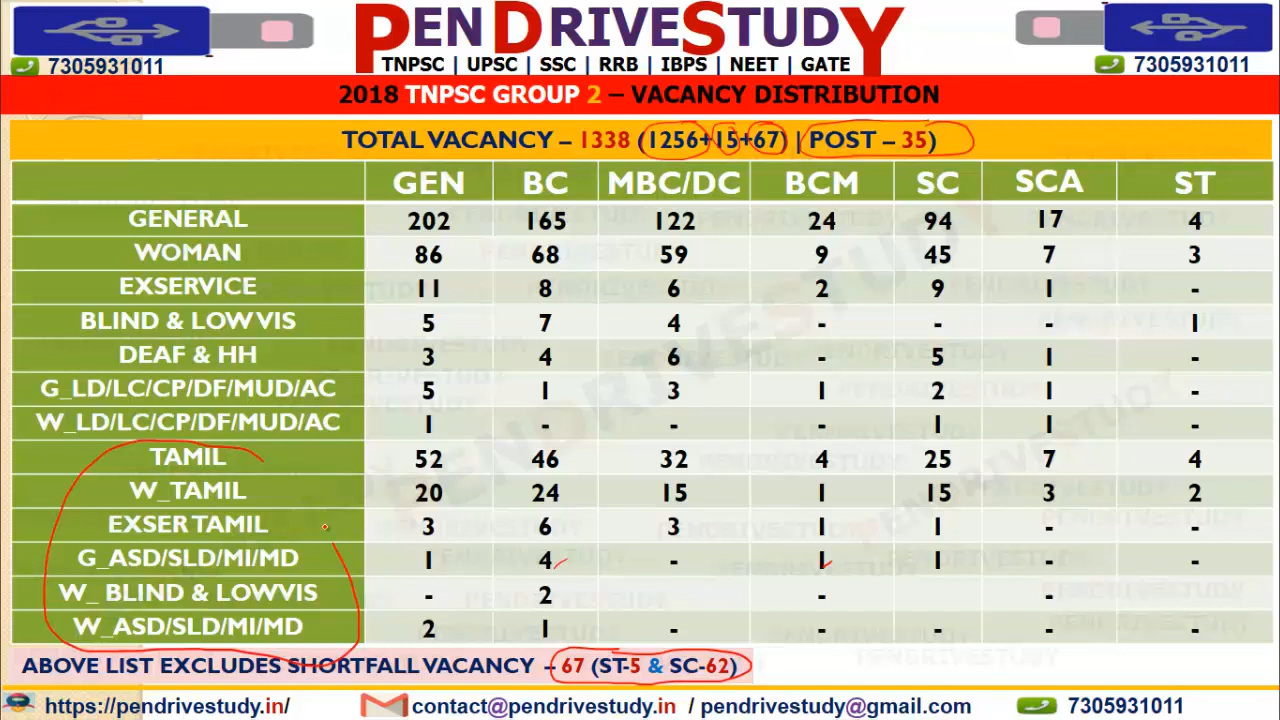 PENDRIVESTUDY
TNPSC | UPSC | SSC | RRB | IBPS | NEET | GATE
7305931011
7305931011
2018 TNPSC GROUP 2 – VACANCY DISTRIBUTION
TOTAL VACANCY – 1338 (1256+15+67) | POST – 35)
GEN BC MBC/DC BCM SC SCA ST
GENERAL 202 165 122 24 94 17 4
WOMAN 86 68 59 9 45 7 3
EXSERVICE 11 8 6 2 9 1 -
BLIND & LOW VIS 5 7 4 - - - 1
DEAF & HH 3 4 6 - 5 1 -
G_LD/LC/CP/DF/MUD/AC 5 1 3 1 2 1 -
W_LD/LC/CP/DF/MUD/AC 1 - - - 1 1 -
TAMIL 52 46 32 4 25 7 4
W_TAMIL 20 24 15 1 15 3 2
EXSER TAMIL 3 6 3 1 1 - -
G_ASD/SLD/MI/MD 1 4 - 1 1 - -
W_ BLIND & LOWVIS - 2 - - - -
W_ASD/SLD/MI/MD 2 1 - - - - -
ABOVE LIST EXCLUDES SHORTFALL VACANCY – 67 (ST-5 & SC-62)
https://pendrivestudy.in/ contact@pendrivestudy.in / pendrivestudy@gmail.com 7305931011
PENDRIVESTUDY